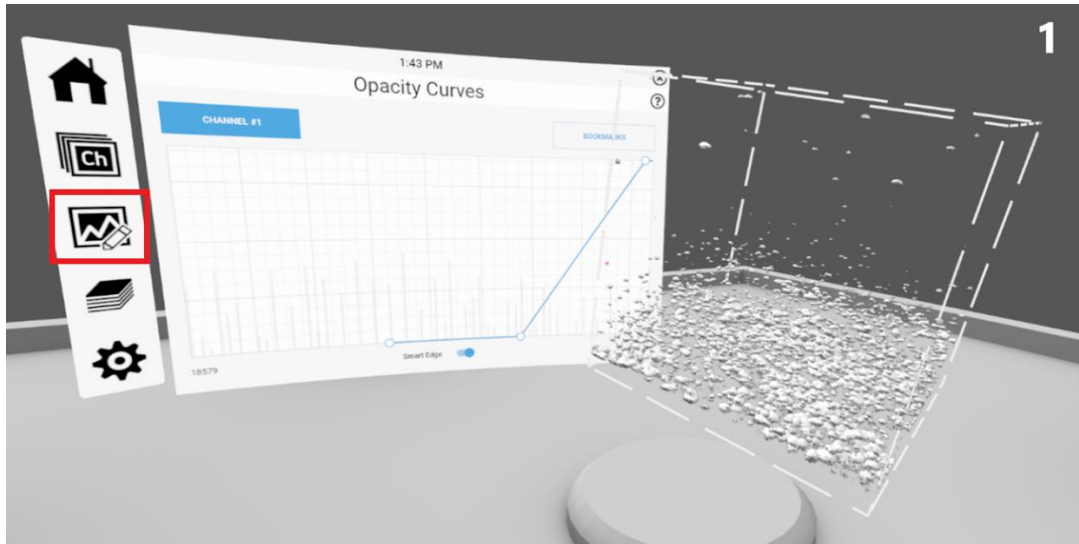 1
1:43 PM
Opacity Curves
CHANNEL #1
BOOKMARKS
Ch
Smart Edge
18579